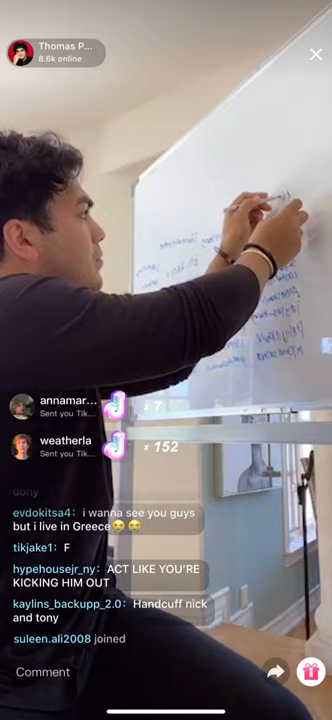 Thomas P...
8.6k online
annamar...
Sent you Tik...
x 7
weatherla
Sent you Tik...
x 152
dony
evdokitsa4: i wanna see you guys
but i live in Greece😭😭
tikjake1: F
hypehousejr_ny: ACT LIKE YOU'RE
KICKING HIM OUT
kaylins_backupp_2.0: Handcuff nick
and tony
suleen.ali2008 joined
Comment